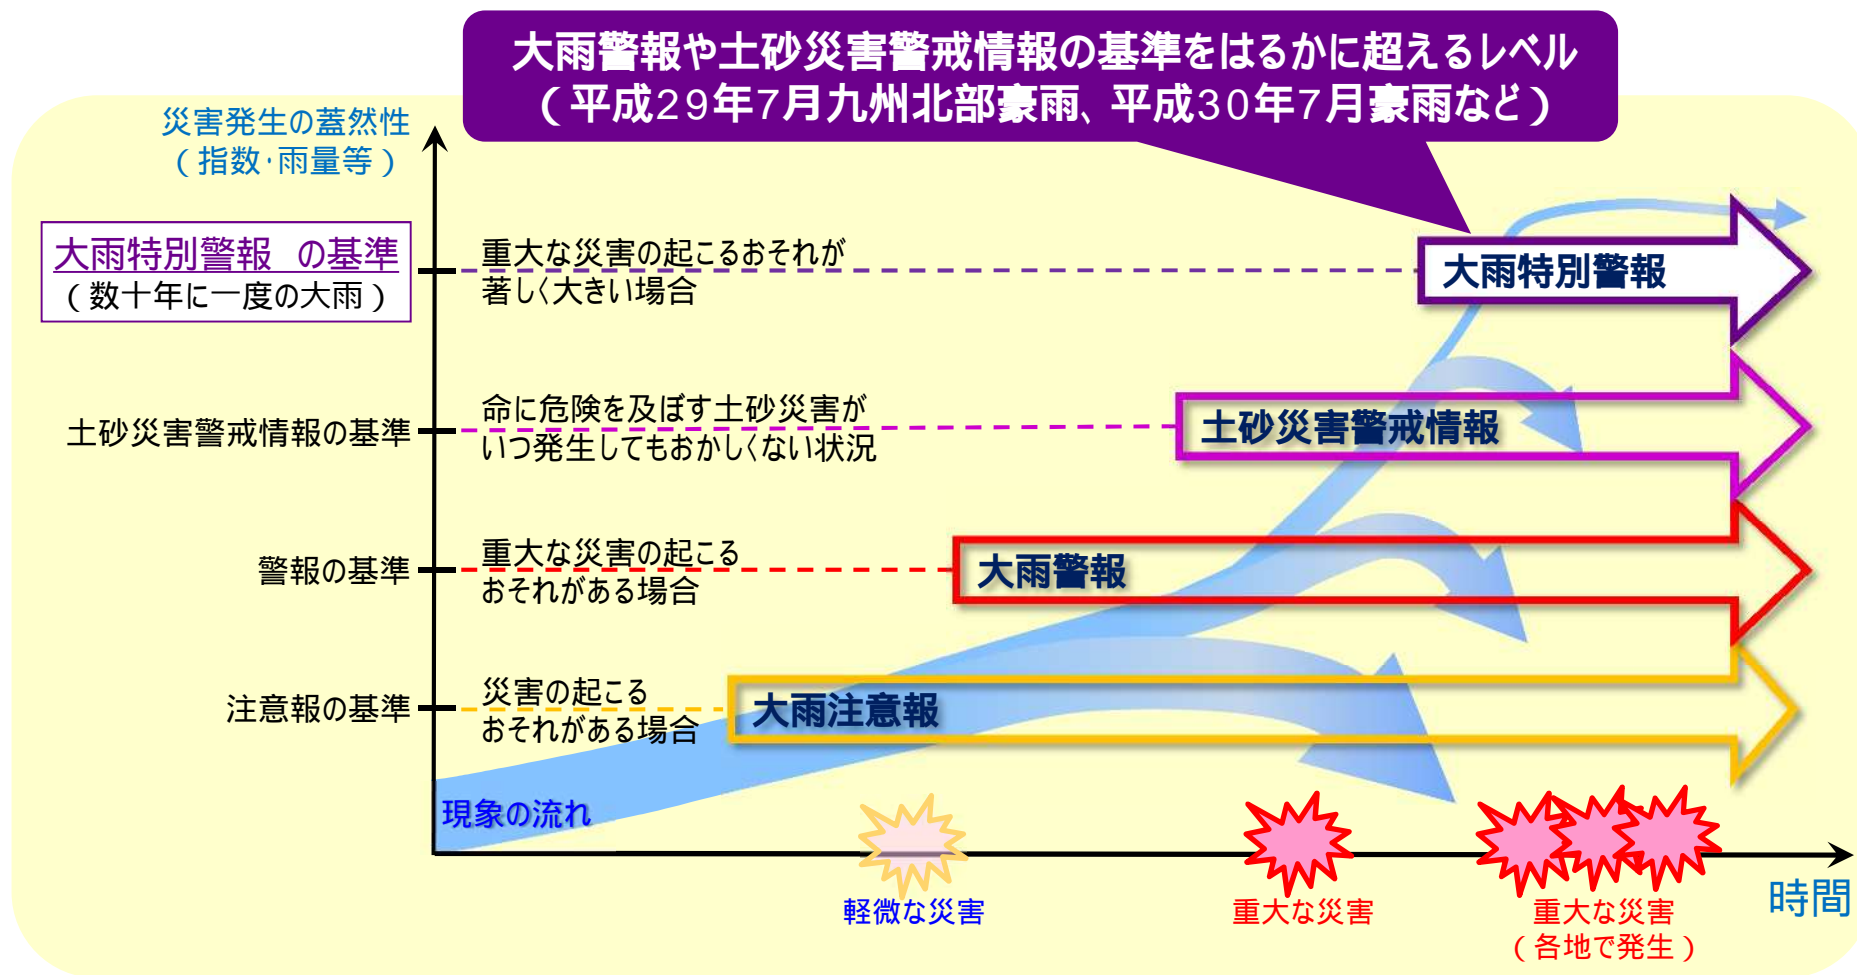 大雨警報や土砂災害警戒情報の基準をはるかに超えるレベル
（平成29年7月九州北部豪雨、平成30年7月豪雨など）
災害発生の蓋然性
（指数・雨量等）
大雨特別警報　の基準
（数十年に一度の大雨）
重大な災害の起こるおそれが
著しく大きい場合
大雨特別警報
土砂災害警戒情報の基準
命に危険を及ぼす土砂災害が
いつ発生してもおかしくない状況
土砂災害警戒情報
警報の基準
重大な災害の起こる
おそれがある場合
大雨警報
注意報の基準
災害の起こる
おそれがある場合
大雨注意報
現象の流れ
軽微な災害
重大な災害
重大な災害
（各地で発生）
時間